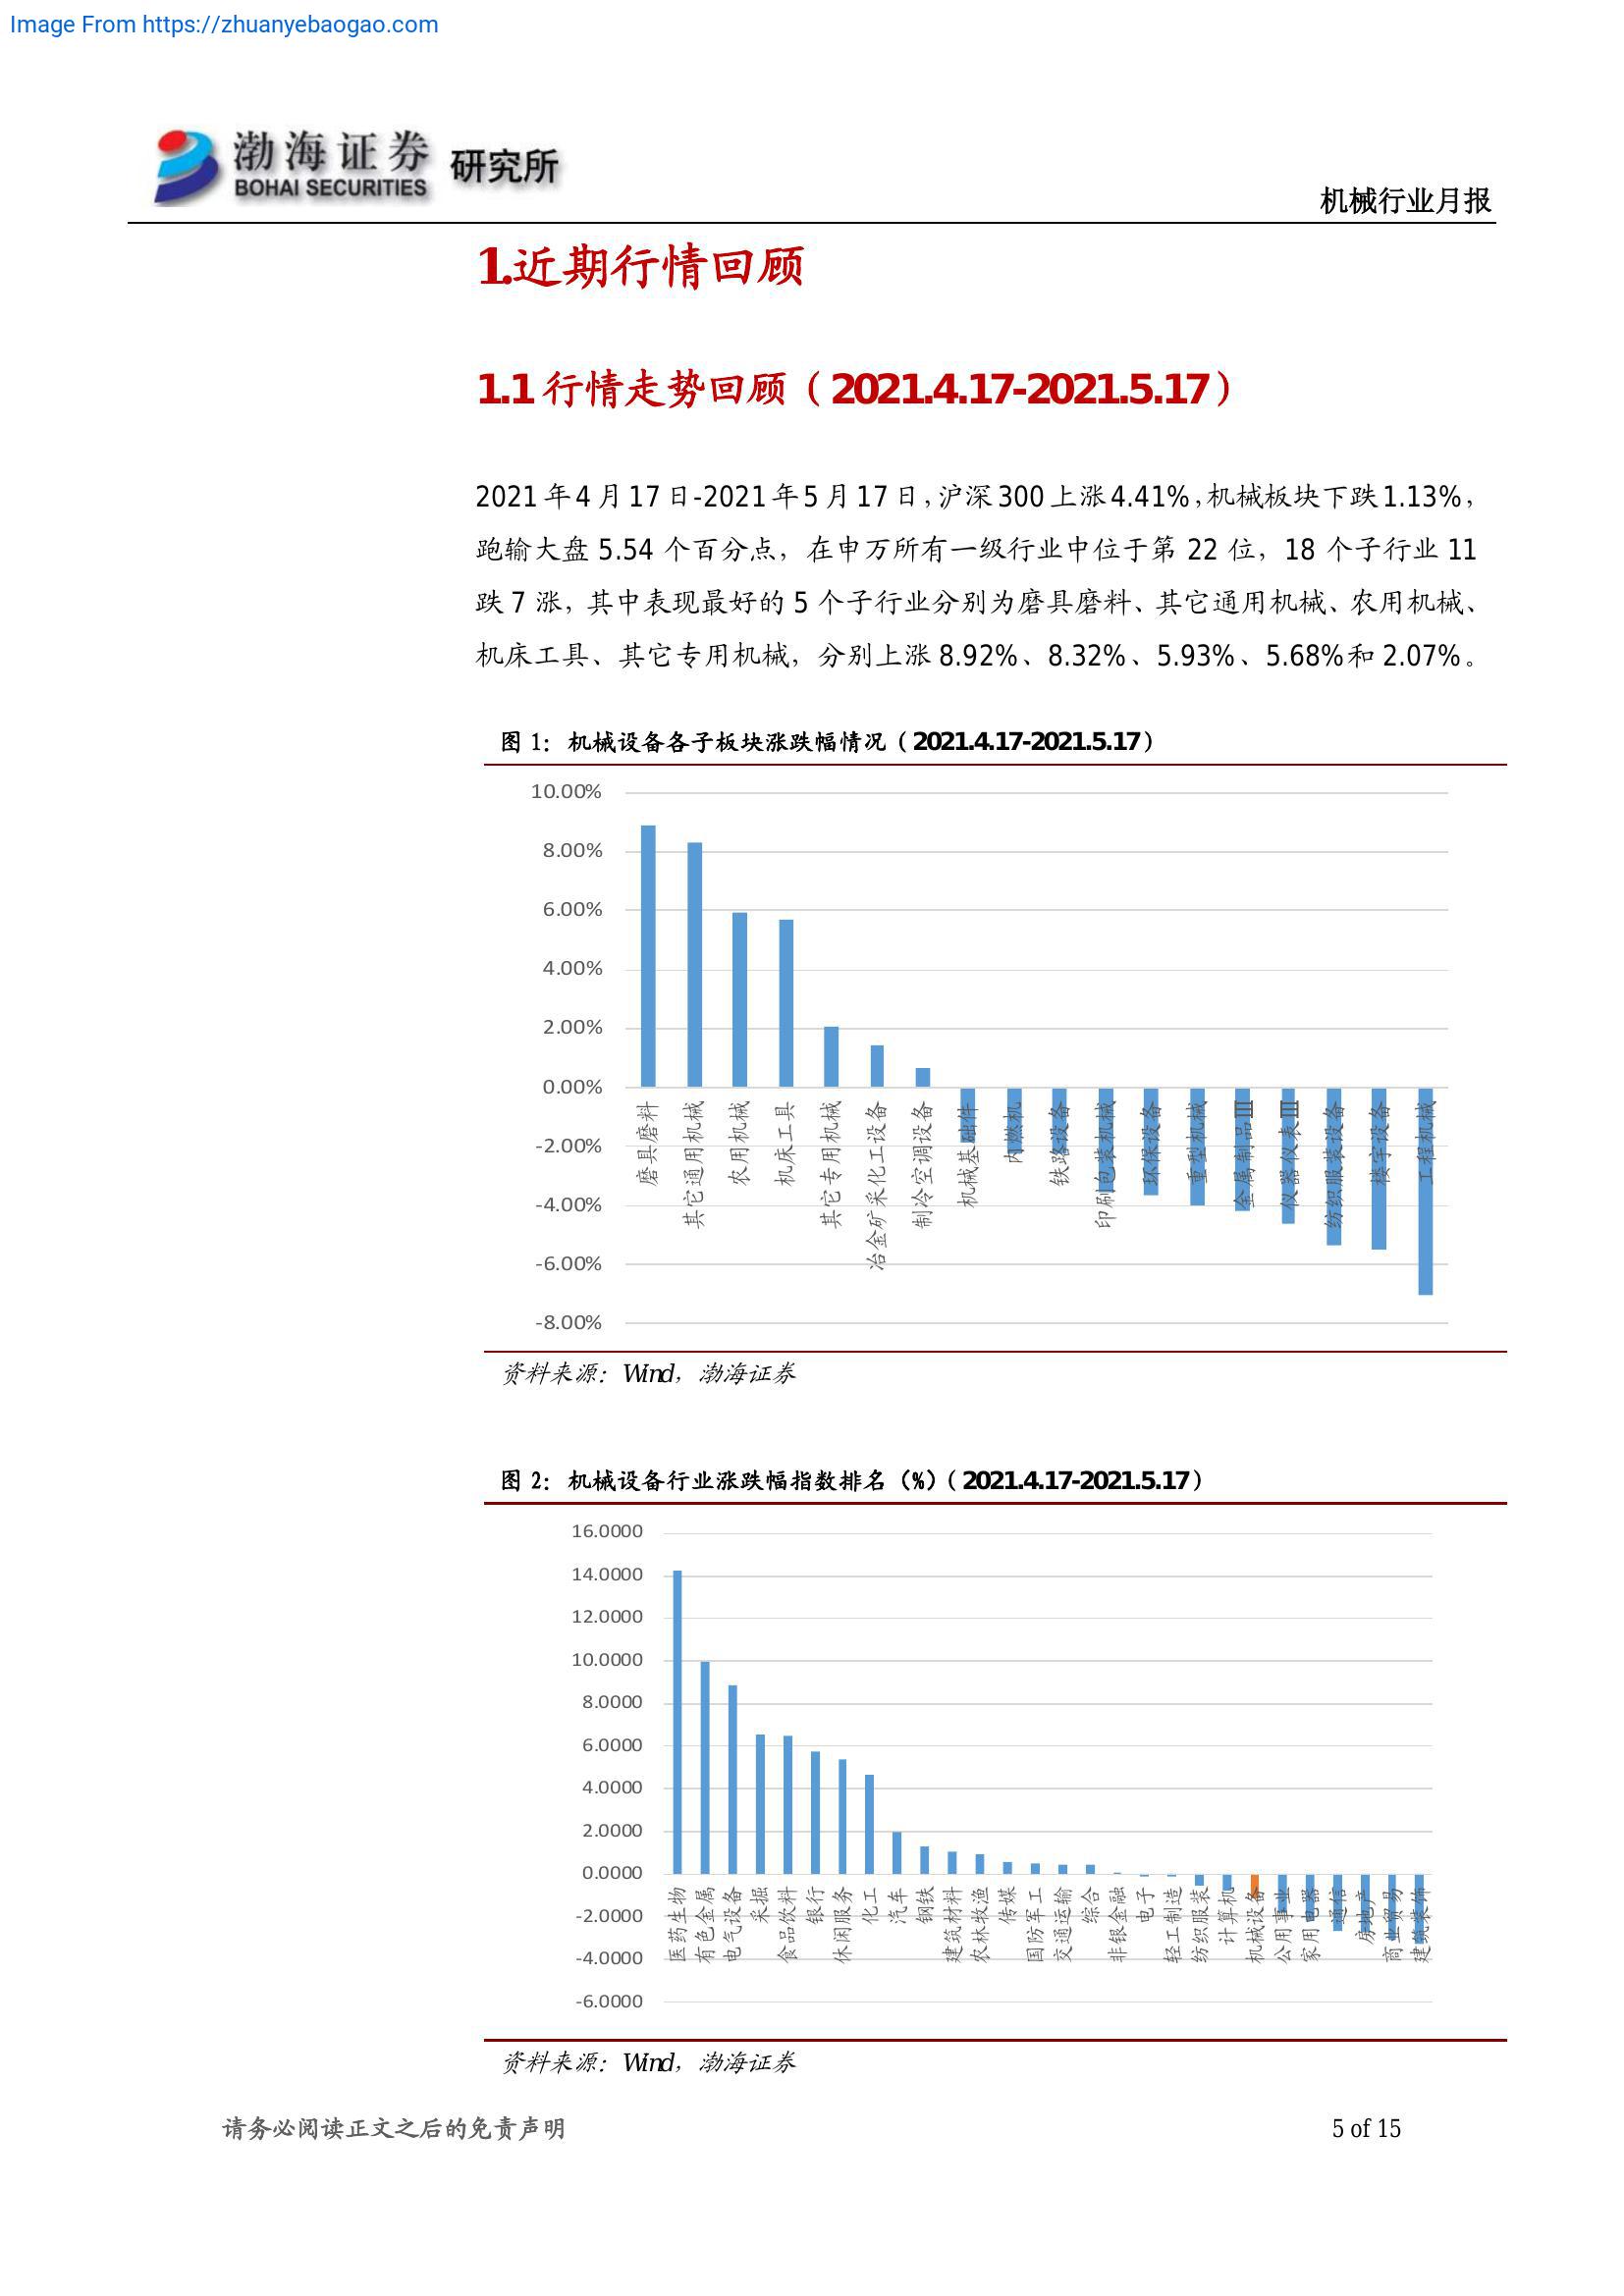 Image From https://zhuanyebaogao.com
渤海证券 研究所
BOHAI SECURITIES
机械行业月报
1.近期行情回顾
1.1 行情走势回顾（2021.4.17-2021.5.17）
2021年4月17日-2021年5月17日，沪深300上涨4.41%，机械板块下跌1.13%，
跑输大盘 5.54 个百分点，在申万所有一级行业中位于第 22 位，18 个子行业 11
跌 7 涨，其中表现最好的 5 个子行业分别为磨具磨料、其它通用机械、农用机械、
机床工具、其它专用机械，分别上涨 8.92%、8.32%、5.93%、5.68%和 2.07%。
图 1：机械设备各子板块涨跌幅情况（2021.4.17-2021.5.17）
10.00%
8.00%
6.00%
4.00%
2.00%
0.00%
-2.00%
-4.00%
-6.00%
-8.00%
磨具磨料
其它通用机械
农用机械
机床工具
其它专用机械
冶金矿采化工设备
制冷空调设备
机械基础件
内燃机
铁路设备
印刷包装机械
环保设备
重型机械
金属制品Ⅲ
仪器仪表Ⅲ
纺织服装设备
楼宇设备
工程机械
资料来源：Wind，渤海证券
图 2：机械设备行业涨跌幅指数排名（%）（2021.4.17-2021.5.17）
16.0000
14.0000
12.0000
10.0000
8.0000
6.0000
4.0000
2.0000
0.0000
-2.0000
-4.0000
-6.0000
医药生物
有色金属
电气设备
采掘
食品饮料
银行
休闲服务
化工
汽车
钢铁
建筑材料
农林牧渔
传媒
国防军工
交通运输
综合
非银金融
电子
轻工制造
纺织服装
计算机
机械设备
公用事业
家用电器
通信
房地产
商业贸易
建筑装饰
资料来源：Wind，渤海证券
请务必阅读正文之后的免责声明
5 of 15